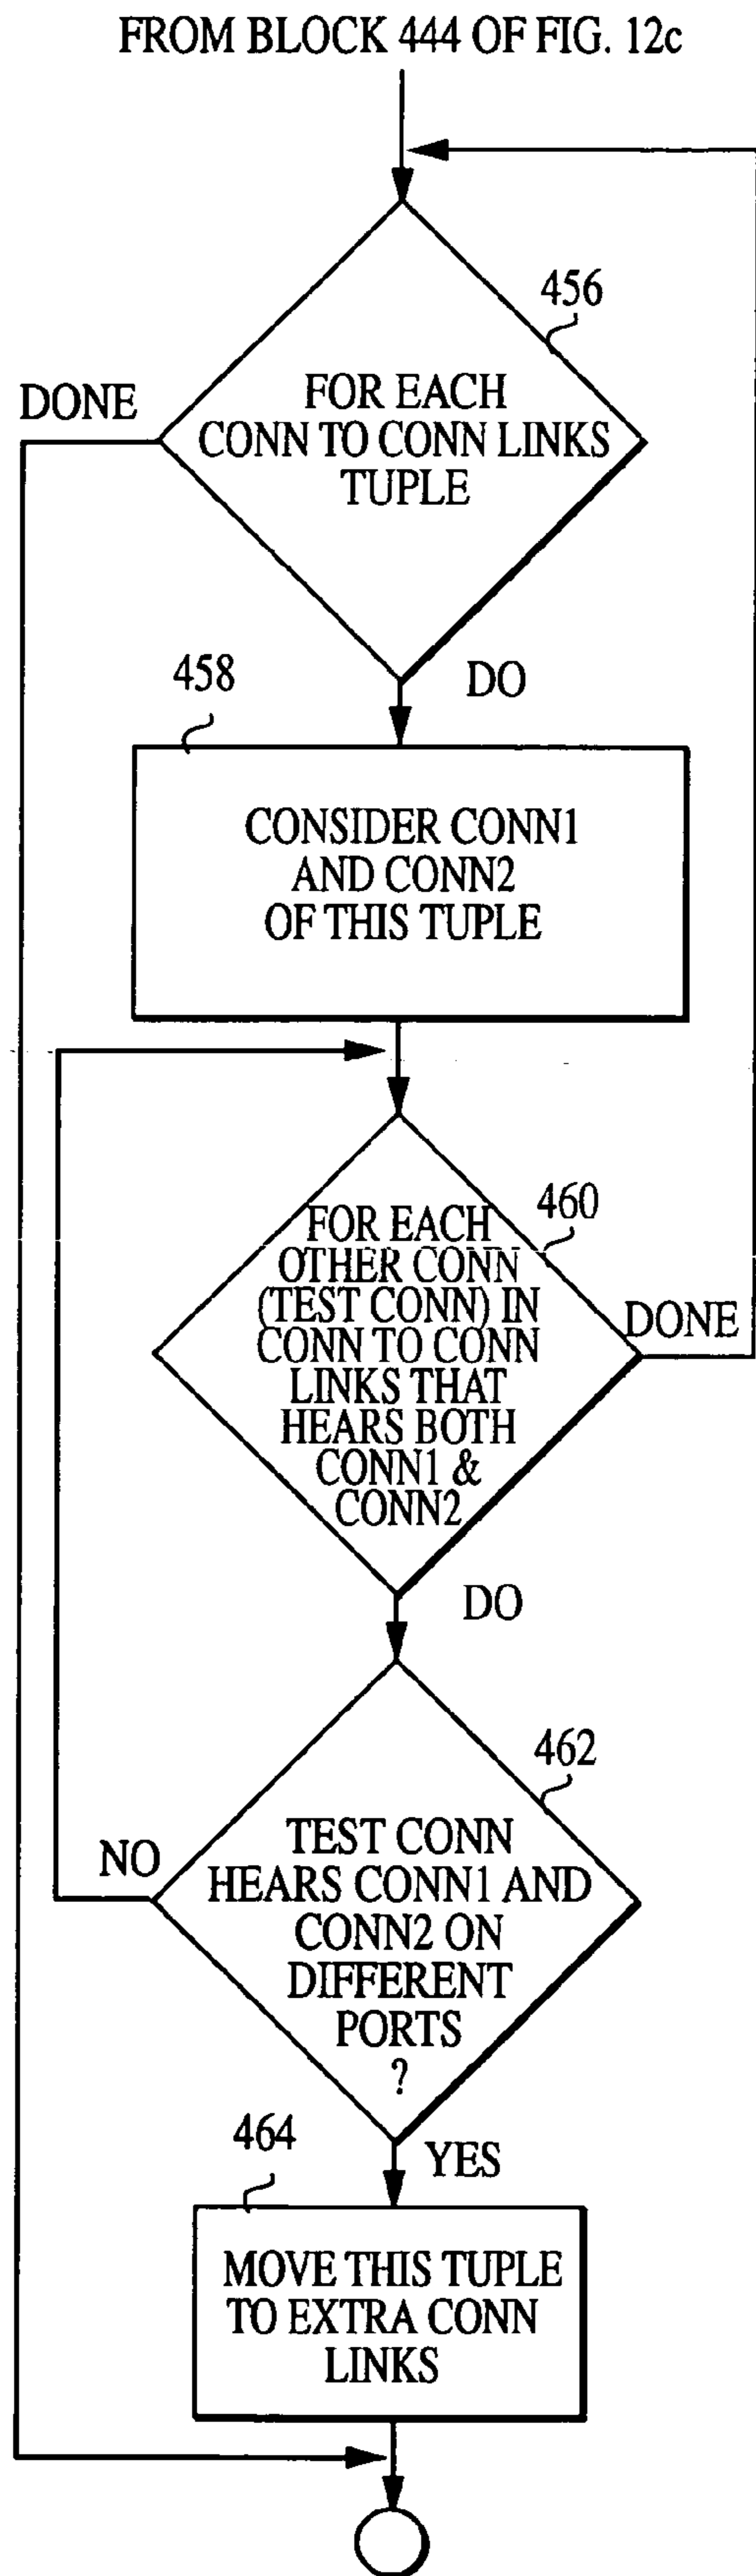 FROM BLOCK 444 OF FIG. 12c
456
DONE
FOR EACH
CONN TO CONN LINKS
TUPLE
DO
458
CONSIDER CONN1
AND CONN2
OF THIS TUPLE
460
FOR EACH
OTHER CONN
(TEST CONN) IN
CONN TO CONN
LINKS THAT
HEARS BOTH
CONN1 &
CONN2
DONE
DO
462
NO
TEST CONN
HEARS CONN1 AND
CONN2 ON
DIFFERENT
PORTS
?
464
YES
MOVE THIS TUPLE
TO EXTRA CONN
LINKS